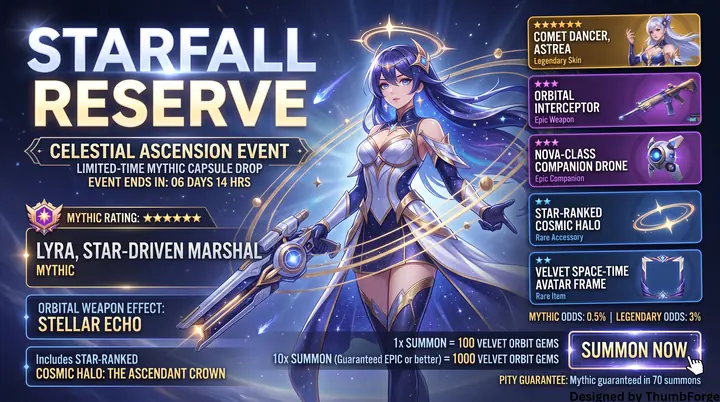 STARFALL
RESERVE
CELESTIAL ASCENSION EVENT
LIMITED-TIME MYTHIC CAPSULE DROP
EVENT ENDS IN: 06 DAYS 14 HRS
MYTHIC RATING: ★★★★★★
LYRA, STAR-DRIVEN MARSHAL
MYTHIC
ORBITAL WEAPON EFFECT:
STELLAR ECHO
Includes STAR-RANKED
COSMIC HALO: THE ASCENDANT CROWN
COMET DANCER,
ASTREA
Legendary Skin
ORBITAL
INTERCEPTOR
Epic Weapon
NOVA-CLASS
COMPANION DRONE
Epic Companion
STAR-RANKED
COSMIC HALO
Rare Accessory
VELVET SPACE-TIME
AVATAR FRAME
Rare Item
MYTHIC ODDS: 0.5% | LEGENDARY ODDS: 3%
1x SUMMON = 100 VELVET ORBIT GEMS
10x SUMMON (Guaranteed EPIC or better) = 1000 VELVET ORBIT GEMS
SUMMON NOW
PITY GUARANTEE: Mythic guaranteed in 70 summons
Designed by ThumbForge